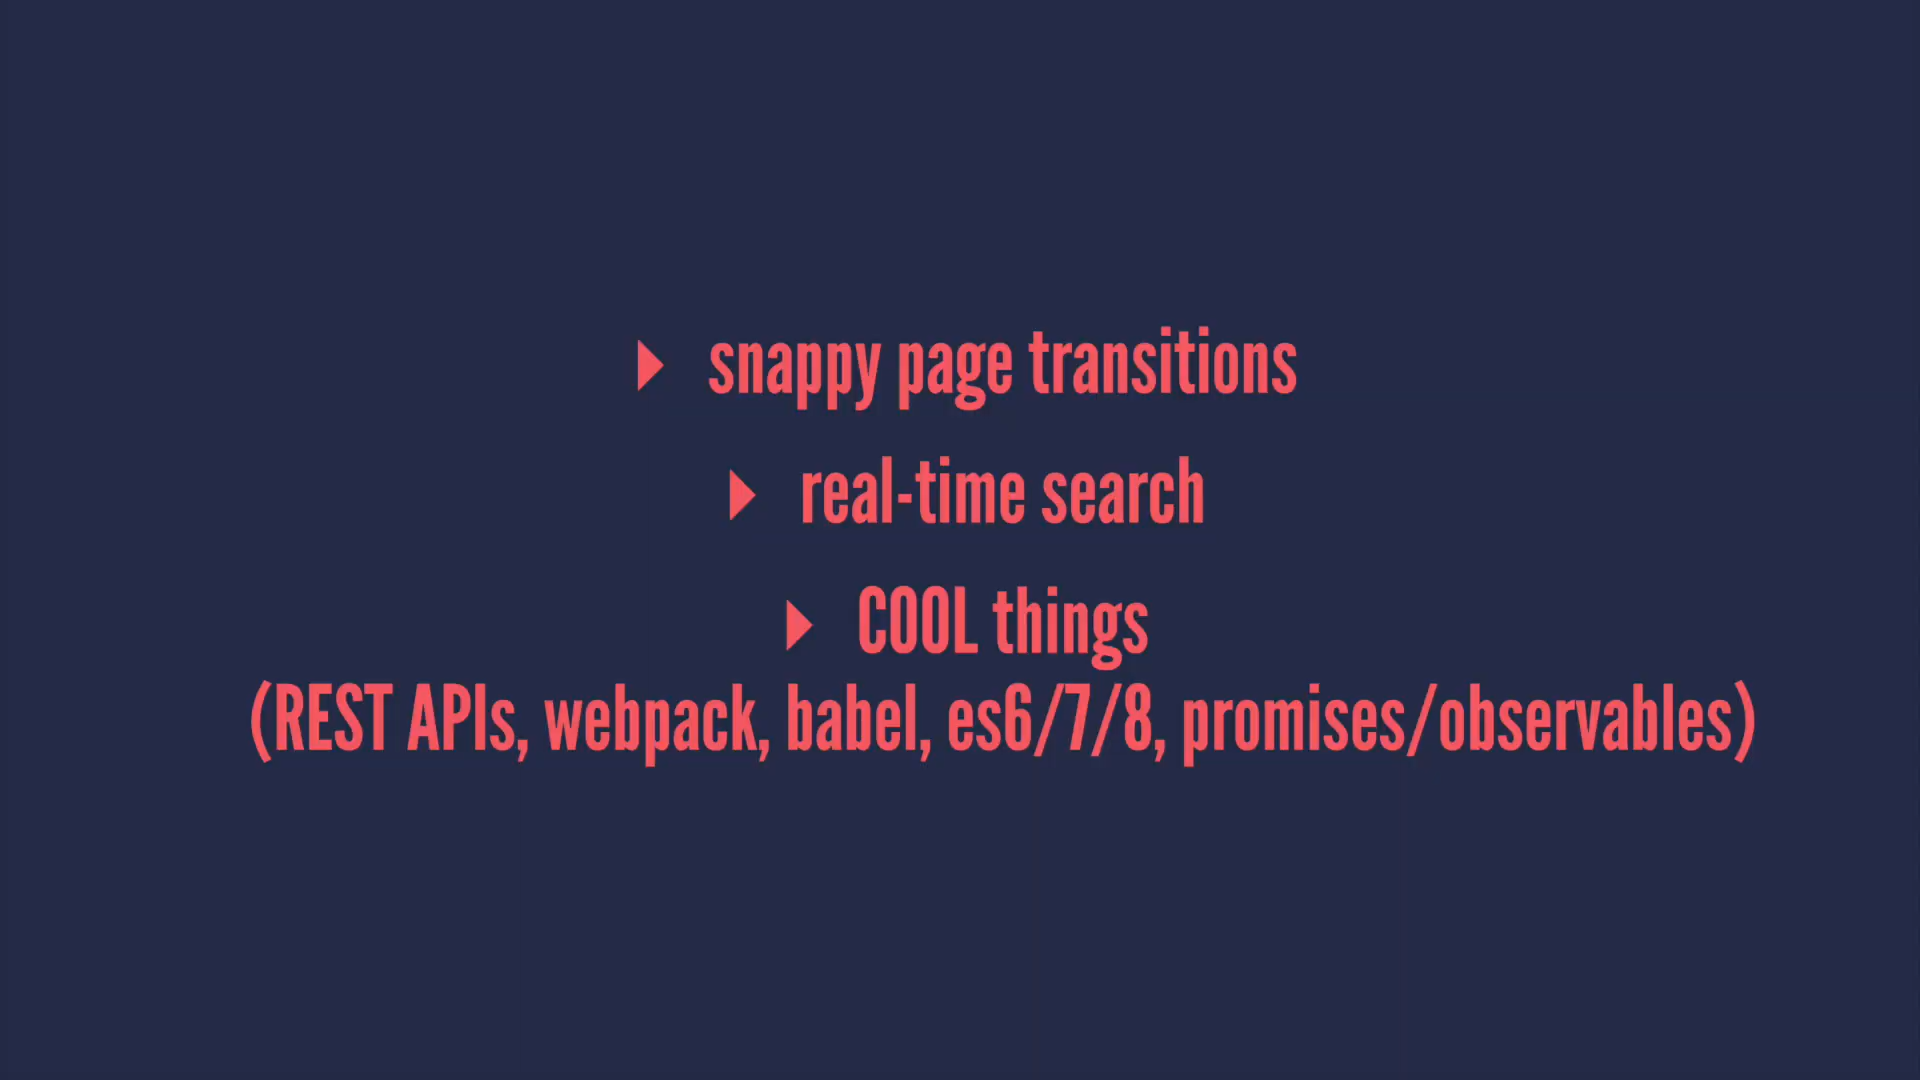 ▸ snappy page transitions
▸ real-time search
▸ COOL things
(REST APIs, webpack, babel, es6/7/8, promises/observables)